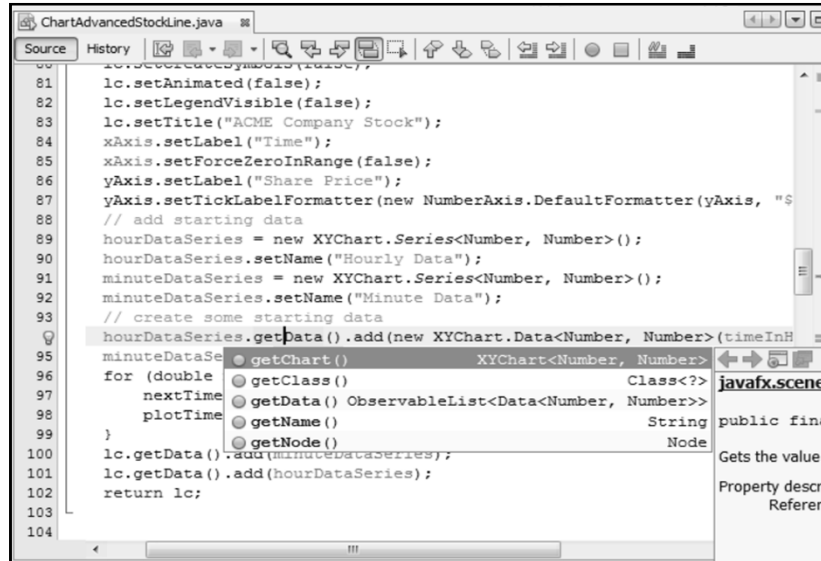 ChartAdvancedStockLine.java
Source History
80 lc.setCreateSymbols(false);
81 lc.setAnimated(false);
82 lc.setLegendVisible(false);
83 lc.setTitle("ACME Company Stock");
84 xAxis.setLabel("Time");
85 xAxis.setForceZeroInRange(false);
86 yAxis.setLabel("Share Price");
87 yAxis.setTickLabelFormatter(new NumberAxis.DefaultFormatter(yAxis, "$
88 // add starting data
89 hourDataSeries = new XYChart.Series<Number, Number>();
90 hourDataSeries.setName("Hourly Data");
91 minuteDataSeries = new XYChart.Series<Number, Number>();
92 minuteDataSeries.setName("Minute Data");
93 // create some starting data
hourDataSeries.getData().add(new XYChart.Data<Number, Number>(timeInH
95 minuteDataSe
getChart() XYChart<Number, Number>
96 for (double
getClass() Class<?>
javafx.scene
97 nextTime
getData() ObservableList<Data<Number, Number>>
98 plotTime
getName() String
public fina
99 }
getNode() Node
100 lc.getData().add(minuteDataSeries);
Gets the value
101 lc.getData().add(hourDataSeries);
102 return lc;
Property descr
Referer
103
104